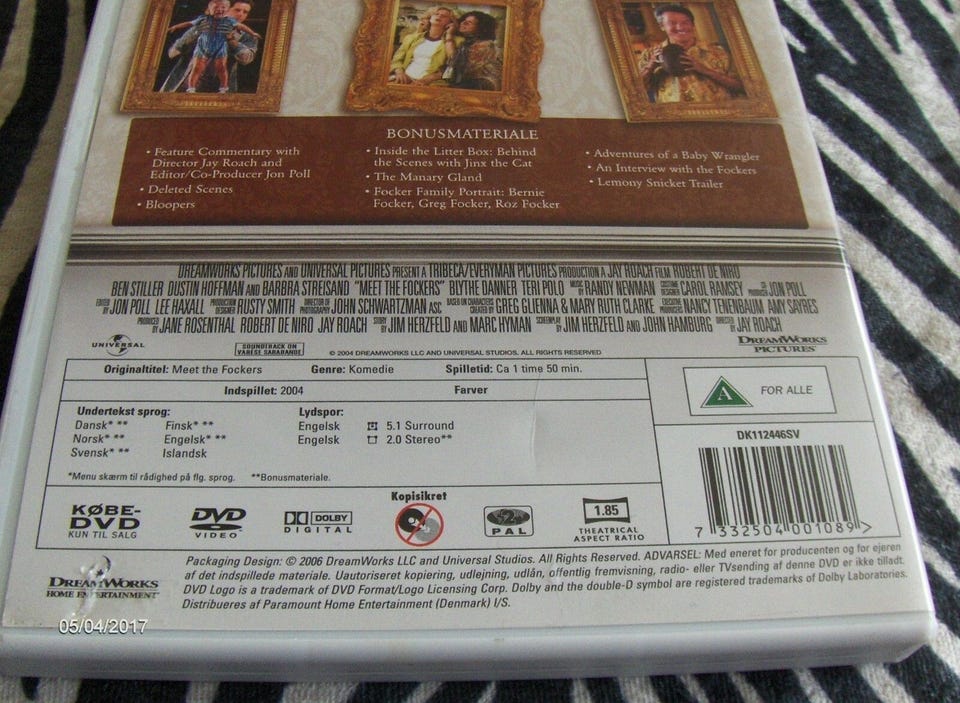 BONUSMATERIALE
• Feature Commentary with
Director Jay Roach and
Editor/Co-Producer Jon Poll
• Deleted Scenes
• Bloopers
• Inside the Litter Box: Behind
the Scenes with Jinx the Cat
• The Manary Gland
• Focker Family Portrait: Bernie
Focker, Greg Focker, Roz Focker
• Adventures of a Baby Wrangler
• An Interview with the Fockers
• Lemony Snicket Trailer
DREAMWORKS PICTURES AND UNIVERSAL PICTURES PRESENT A TRIBECA/EVERYMAN PICTURES PRODUCTION A JAY ROACH FILM ROBERT DE NIRO
BEN STILLER DUSTIN HOFFMAN AND BARBRA STREISAND "MEET THE FOCKERS" BLYTHE DANNER TERI POLO MUSIC BY RANDY NEWMAN COSTUME DESIGNER CAROL RAMSEY CO-PRODUCER JON POLL
EDITED BY JON POLL LEE HAXALL PRODUCTION DESIGNER RUSTY SMITH DIRECTOR OF PHOTOGRAPHY JOHN SCHWARTZMAN ASC BASED ON CHARACTERS CREATED BY GREG GLIENNA & MARY RUTH CLARKE EXECUTIVE PRODUCERS NANCY TENENBAUM AMY SAYRES
PRODUCED BY JANE ROSENTHAL ROBERT DE NIRO JAY ROACH STORY BY JIM HERZFELD AND MARC HYMAN SCREENPLAY BY JIM HERZFELD AND JOHN HAMBURG DIRECTED BY JAY ROACH
UNIVERSAL
SOUNDTRACK ON
VARÈSE SARABANDE
© 2004 DREAMWORKS LLC AND UNIVERSAL STUDIOS. ALL RIGHTS RESERVED
DREAMWORKS
PICTURES
Originaltitel: Meet the Fockers Genre: Komedie Spilletid: Ca 1 time 50 min.
Indspillet: 2004 Farver
Undertekst sprog:
Dansk* ** Finsk* **
Norsk* ** Engelsk* **
Svensk* ** Islandsk
Lydspor:
Engelsk 5.1 Surround
Engelsk 2.0 Stereo**
*Menu skærm til rådighed på flg. sprog. **Bonusmateriale.
A FOR ALLE
DK112446SV
7 332504 001089 >
KØBE-
DVD
KUN TIL SALG
DVD
VIDEO
DOLBY
DIGITAL
Kopisikret
2
PAL
1.85
THEATRICAL
ASPECT RATIO
DREAMWORKS
HOME ENTERTAINMENT
Packaging Design: © 2006 DreamWorks LLC and Universal Studios. All Rights Reserved. ADVARSEL: Med eneret for producenten og for ejeren
af det indspillede materiale. Uautoriseret kopiering, udlejning, udlån, offentlig fremvisning, radio- eller TVsending af denne DVD er ikke tilladt.
DVD Logo is a trademark of DVD Format/Logo Licensing Corp. Dolby and the double-D symbol are registered trademarks of Dolby Laboratories.
Distribueres af Paramount Home Entertainment (Denmark) I/S.
05/04/2017